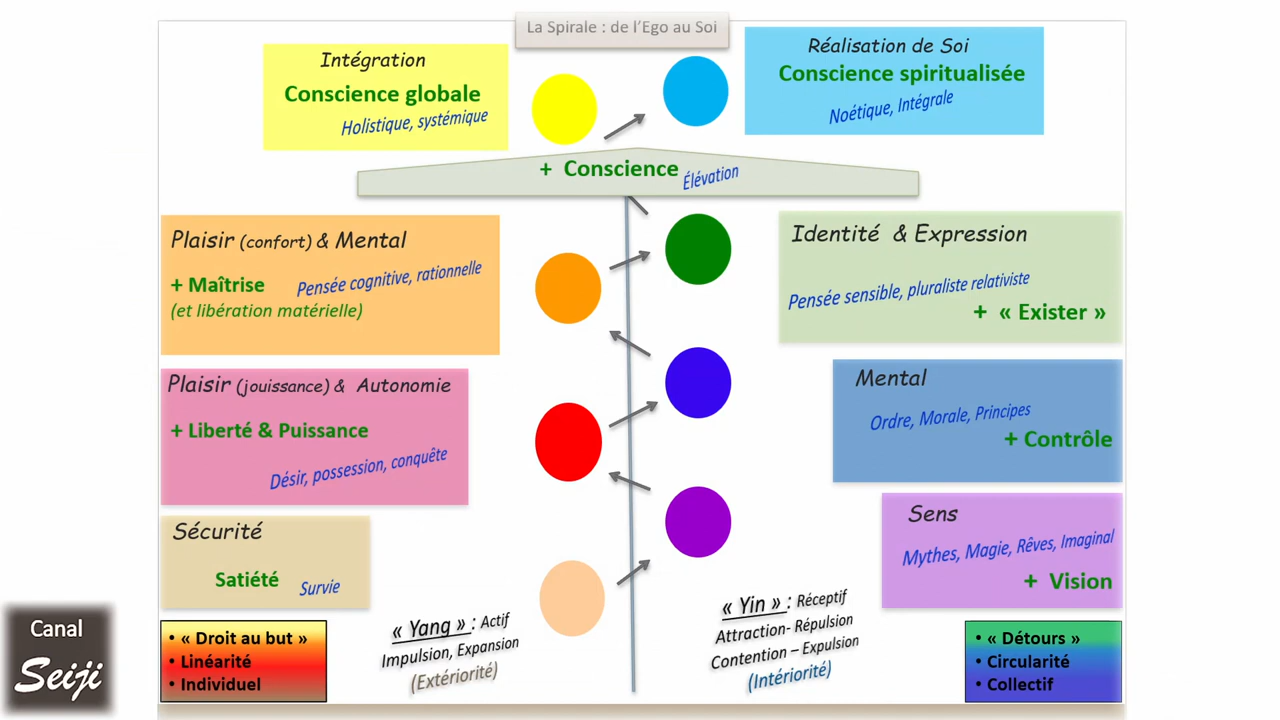 La Spirale : de l'Ego au Soi
Intégration
Conscience globale
Holistique, systémique
Réalisation de Soi
Conscience spiritualisée
Noétique, Intégrale
+ Conscience
Élévation
Plaisir (confort) & Mental
+ Maîtrise
Pensée cognitive, rationnelle
(et libération matérielle)
Identité & Expression
Pensée sensible, pluraliste relativiste
+ « Exister »
Plaisir (jouissance) & Autonomie
+ Liberté & Puissance
Désir, possession, conquête
Mental
Ordre, Morale, Principes
+ Contrôle
Sécurité
Satiété
Survie
Sens
Mythes, Magie, Rêves, Imaginal
+ Vision
« Yang » : Actif
Impulsion, Expansion
(Extériorité)
« Yin » : Réceptif
Attraction- Répulsion
Contention – Expulsion
(Intériorité)
• « Droit au but »
• Linéarité
• Individuel
• « Détours »
• Circularité
• Collectif
Canal
Seiji